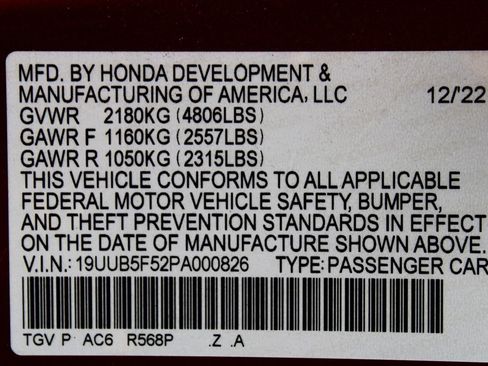 MFD. BY HONDA DEVELOPMENT &
MANUFACTURING OF AMERICA, LLC 12/'22
GVWR 2180KG (4806LBS)
GAWR F 1160KG (2557LBS)
GAWR R 1050KG (2315LBS)
THIS VEHICLE CONFORMS TO ALL APPLICABLE
FEDERAL MOTOR VEHICLE SAFETY, BUMPER,
AND THEFT PREVENTION STANDARDS IN EFFECT
ON THE DATE OF MANUFACTURE SHOWN ABOVE.
V.I.N.: 19UUB5F52PA000826 TYPE: PASSENGER CAR
TGV P AC6 R568P .Z .A